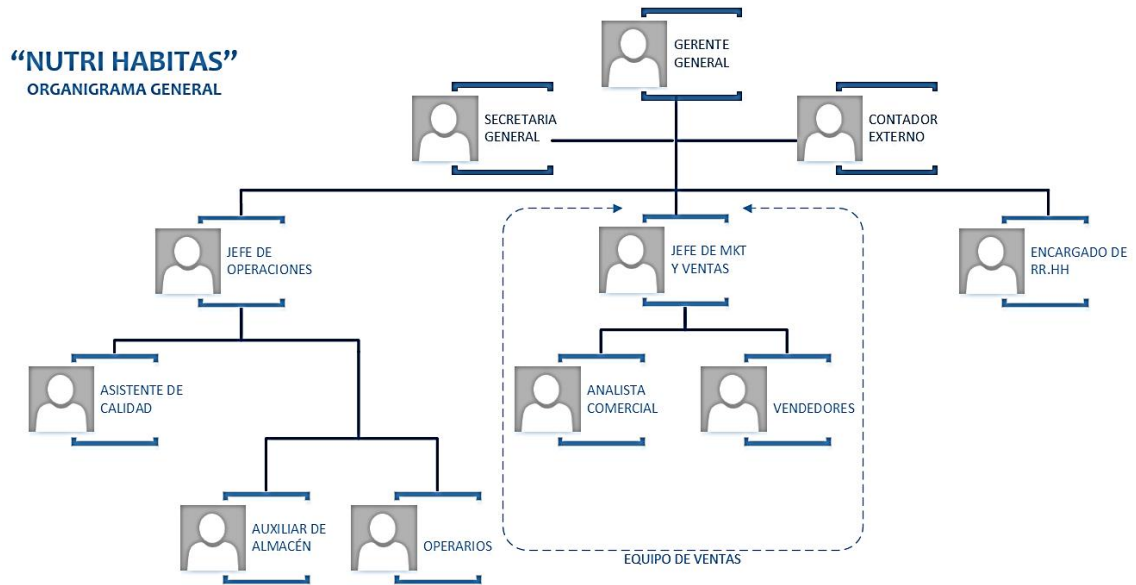 “NUTRI HABITAS”
ORGANIGRAMA GENERAL
GERENTE
GENERAL
SECRETARIA
GENERAL
CONTADOR
EXTERNO
JEFE DE
OPERACIONES
JEFE DE MKT
Y VENTAS
ENCARGADO DE
RR.HH
ASISTENTE DE
CALIDAD
ANALISTA
COMERCIAL
VENDEDORES
AUXILIAR DE
ALMACÉN
OPERARIOS
EQUIPO DE VENTAS